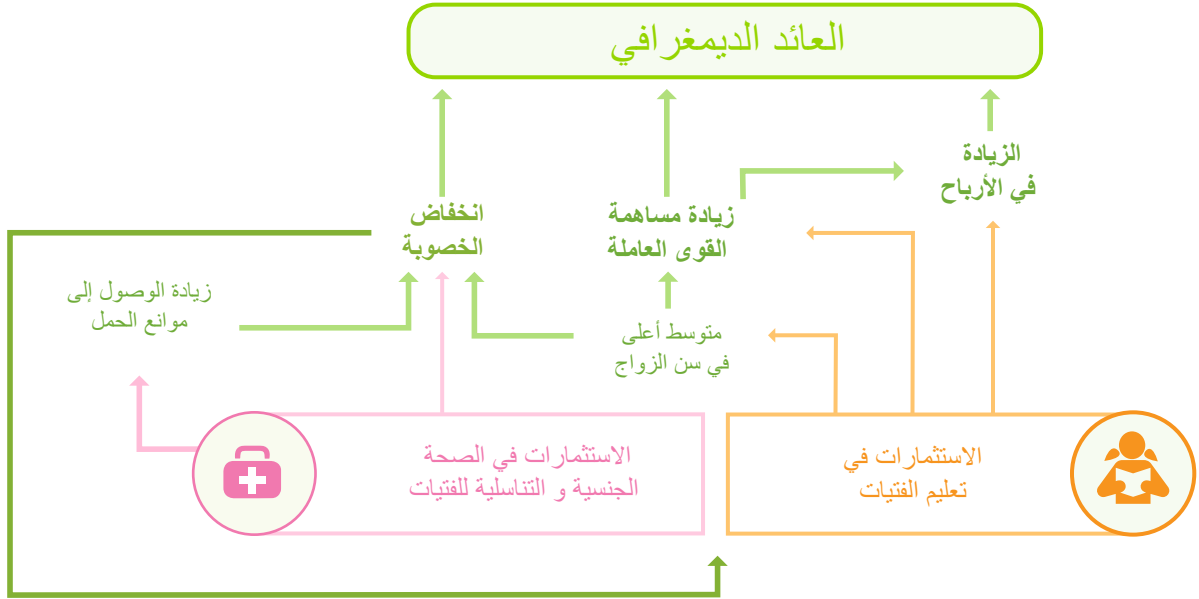 العائد الديمغرافي
الزيادة
في الأرباح
زيادة مساهمة
القوى العاملة
انخفاض
الخصوبة
زيادة الوصول إلى
موانع الحمل
متوسط أعلى
في سن الزواج
الاستثمارات في
تعليم الفتيات
الاستثمارات في الصحة
الجنسية و التناسلية للفتيات